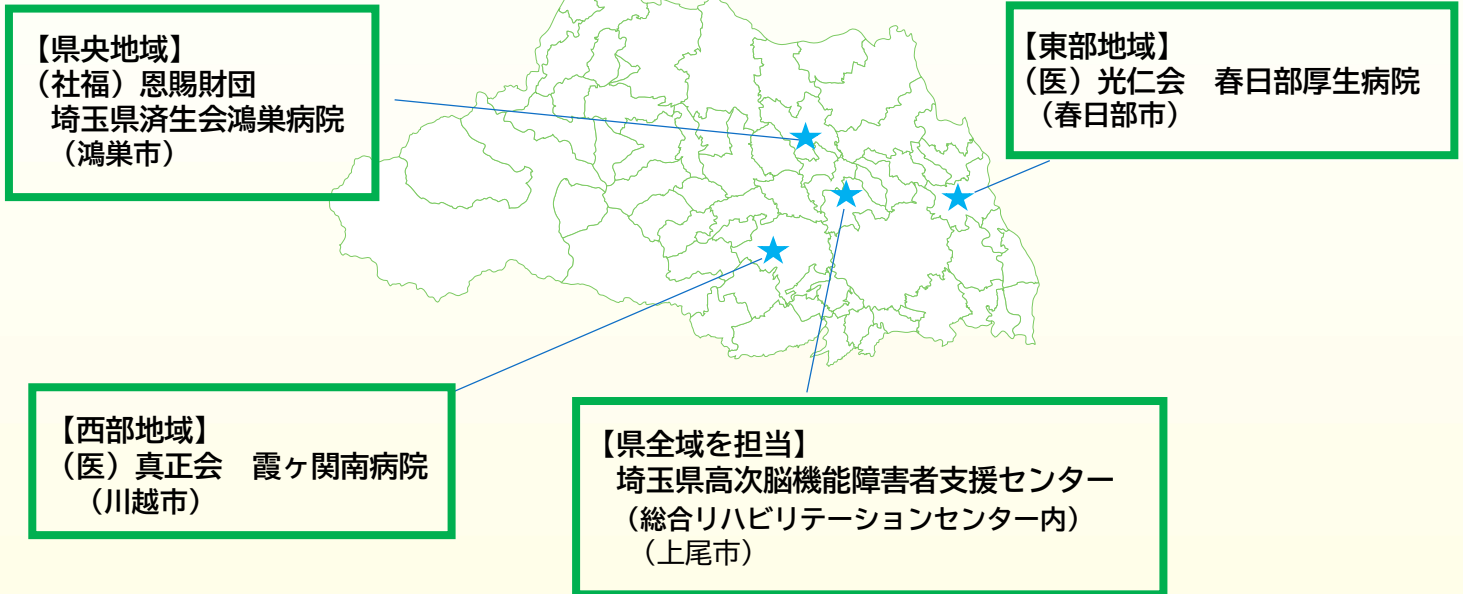 【県央地域】
（社福）恩賜財団
埼玉県済生会鴻巣病院
（鴻巣市）
【東部地域】
（医）光仁会　春日部厚生病院
（春日部市）
【西部地域】
（医）真正会　霞ヶ関南病院
（川越市）
【県全域を担当】
埼玉県高次脳機能障害者支援センター
（総合リハビリテーションセンター内）
（上尾市）